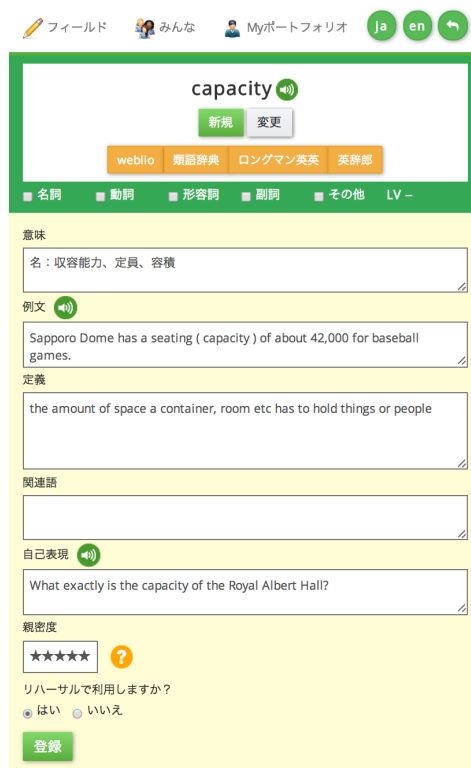 フィールド みんな Myポートフォリオ ja en
capacity
新規 変更
weblio 類語辞典 ロングマン英英 英辞郎
名詞 動詞 形容詞 副詞 その他 LV --
意味
名：収容能力、定員、容積
例文
Sapporo Dome has a seating ( capacity ) of about 42,000 for baseball
games.
定義
the amount of space a container, room etc has to hold things or people
関連語
自己表現
What exactly is the capacity of the Royal Albert Hall?
親密度
★★★★★ ?
リハーサルで利用しますか？
はい いいえ
登録